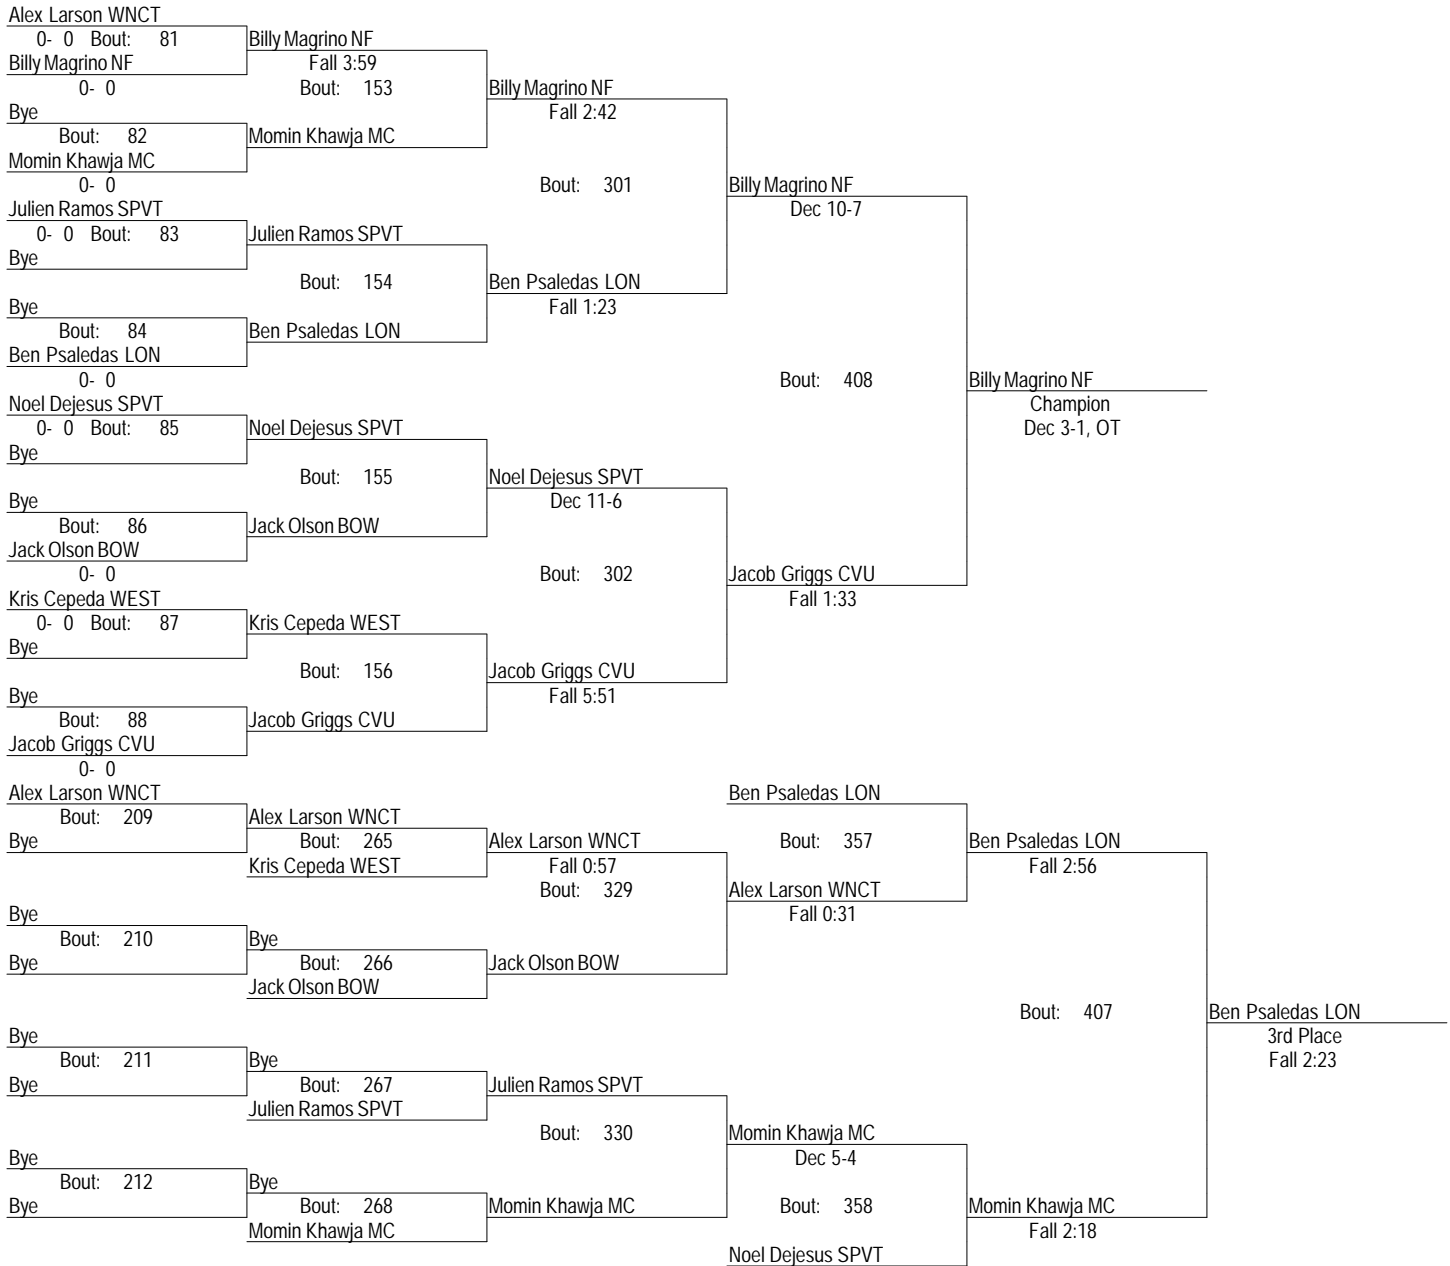 Alex Larson WNCT
0- 0 Bout: 81 Billy Magrino NF
Billy Magrino NF Fall 3:59
0- 0 Bout: 153 Billy Magrino NF
Bye Fall 2:42
Bout: 82 Momin Khawja MC
Momin Khawja MC
0- 0 Bout: 301 Billy Magrino NF
Julien Ramos SPVT Dec 10-7
0- 0 Bout: 83 Julien Ramos SPVT
Bye
Bout: 154 Ben Psaledas LON
Bye Fall 1:23
Bout: 84 Ben Psaledas LON
Ben Psaledas LON
0- 0 Bout: 408 Billy Magrino NF
Noel Dejesus SPVT Champion
0- 0 Bout: 85 Noel Dejesus SPVT Dec 3-1, OT
Bye
Bout: 155 Noel Dejesus SPVT
Bye Dec 11-6
Bout: 86 Jack Olson BOW
Jack Olson BOW
0- 0 Bout: 302 Jacob Griggs CVU
Kris Cepeda WEST Fall 1:33
0- 0 Bout: 87 Kris Cepeda WEST
Bye
Bout: 156 Jacob Griggs CVU
Bye Fall 5:51
Bout: 88 Jacob Griggs CVU
Jacob Griggs CVU
0- 0
Alex Larson WNCT Ben Psaledas LON
Bout: 209 Alex Larson WNCT
Bye Bout: 265 Alex Larson WNCT Bout: 357 Ben Psaledas LON
Kris Cepeda WEST Fall 0:57 Fall 2:56
Bout: 329 Alex Larson WNCT
Bye Fall 0:31
Bout: 210 Bye
Bye Bout: 266 Jack Olson BOW
Jack Olson BOW
Bout: 407 Ben Psaledas LON
Bye 3rd Place
Bout: 211 Bye Fall 2:23
Bye Bout: 267 Julien Ramos SPVT
Julien Ramos SPVT
Bout: 330 Momin Khawja MC
Bye Dec 5-4
Bout: 212 Bye
Bye Bout: 268 Momin Khawja MC Bout: 358 Momin Khawja MC
Momin Khawja MC Fall 2:18
Noel Dejesus SPVT